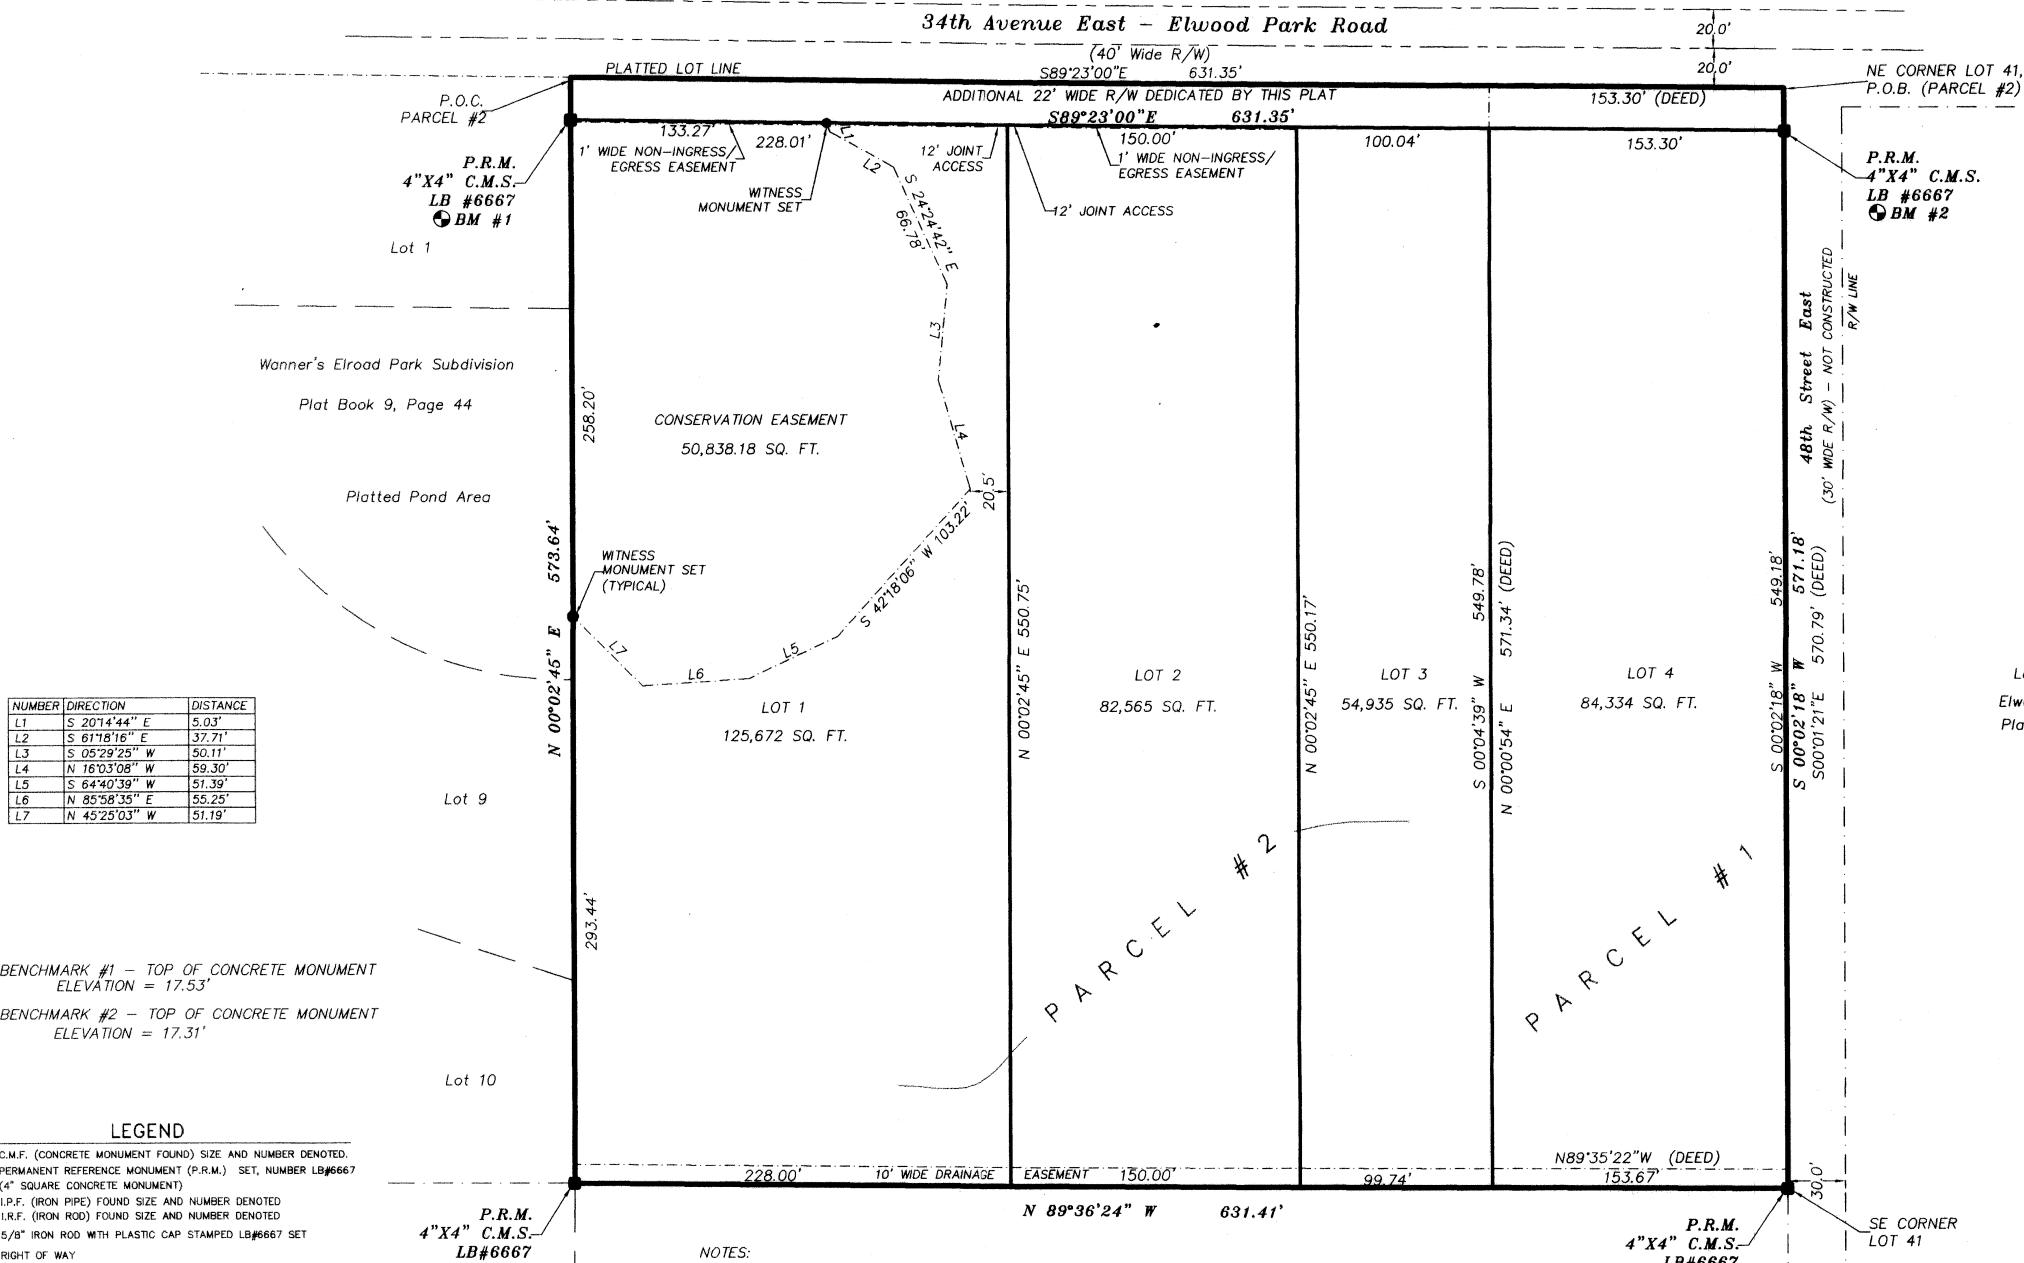 34th Avenue East – Elwood Park Road
(40' Wide R/W)
20.0'
20.0'
PLATTED LOT LINE
S89°23'00"E 631.35'
NE CORNER LOT 41,
P.O.B. (PARCEL #2)
P.O.C.
PARCEL #2
ADDITIONAL 22' WIDE R/W DEDICATED BY THIS PLAT
153.30' (DEED)
S89°23'00"E 631.35'
133.27'
228.01'
150.00'
100.04'
153.30'
1' WIDE NON-INGRESS/
EGRESS EASEMENT
L1
L2
12' JOINT
ACCESS
1' WIDE NON-INGRESS/
EGRESS EASEMENT
P.R.M.
4"X4" C.M.S.
LB #6667
BM #1
P.R.M.
4"X4" C.M.S.
LB #6667
BM #2
WITNESS
MONUMENT SET
12' JOINT ACCESS
S 24°24'42" E
66.78'
Lot 1
L3
48th Street East
(30' WIDE R/W) – NOT CONSTRUCTED
R/W LINE
Wanner's Elroad Park Subdivision
Plat Book 9, Page 44
258.20'
CONSERVATION EASEMENT
50,838.18 SQ. FT.
L4
20.5'
Platted Pond Area
S 42°18'06" W 103.22'
WITNESS
MONUMENT SET
(TYPICAL)
N 00°02'45" E 573.64'
L7
L6
L5
N 00°02'45" E 550.75'
N 00°02'45" E 550.17'
S 00°04'39" W 549.78'
N 00°00'54" E 571.34' (DEED)
S 00°02'18" W 549.18'
S 00°02'18" W 571.18'
S00°01'21"E 570.79' (DEED)
LOT 1
125,672 SQ. FT.
LOT 2
82,565 SQ. FT.
LOT 3
54,935 SQ. FT.
LOT 4
84,334 SQ. FT.
Elw
Pla
NUMBER DIRECTION DISTANCE
L1 S 20°14'44" E 5.03'
L2 S 61°18'16" E 37.71'
L3 S 05°29'25" W 50.11'
L4 N 16°03'08" W 59.30'
L5 S 64°40'39" W 51.39'
L6 N 85°58'35" E 55.25'
L7 N 45°25'03" W 51.19'
Lot 9
293.44'
PARCEL #2
PARCEL #1
BENCHMARK #1 – TOP OF CONCRETE MONUMENT
ELEVATION = 17.53'
BENCHMARK #2 – TOP OF CONCRETE MONUMENT
ELEVATION = 17.31'
Lot 10
LEGEND
C.M.F. (CONCRETE MONUMENT FOUND) SIZE AND NUMBER DENOTED.
PERMANENT REFERENCE MONUMENT (P.R.M.) SET, NUMBER LB#6667
(4" SQUARE CONCRETE MONUMENT)
I.P.F. (IRON PIPE) FOUND SIZE AND NUMBER DENOTED
I.R.F. (IRON ROD) FOUND SIZE AND NUMBER DENOTED
5/8" IRON ROD WITH PLASTIC CAP STAMPED LB#6667 SET
RIGHT OF WAY
N89°35'22"W (DEED)
228.00'
10' WIDE DRAINAGE EASEMENT
150.00'
99.74'
153.67'
30.0'
N 89°36'24" W 631.41'
P.R.M.
4"X4" C.M.S.
LB#6667
P.R.M.
4"X4" C.M.S.
LB#6667
SE CORNER
LOT 41
NOTES: